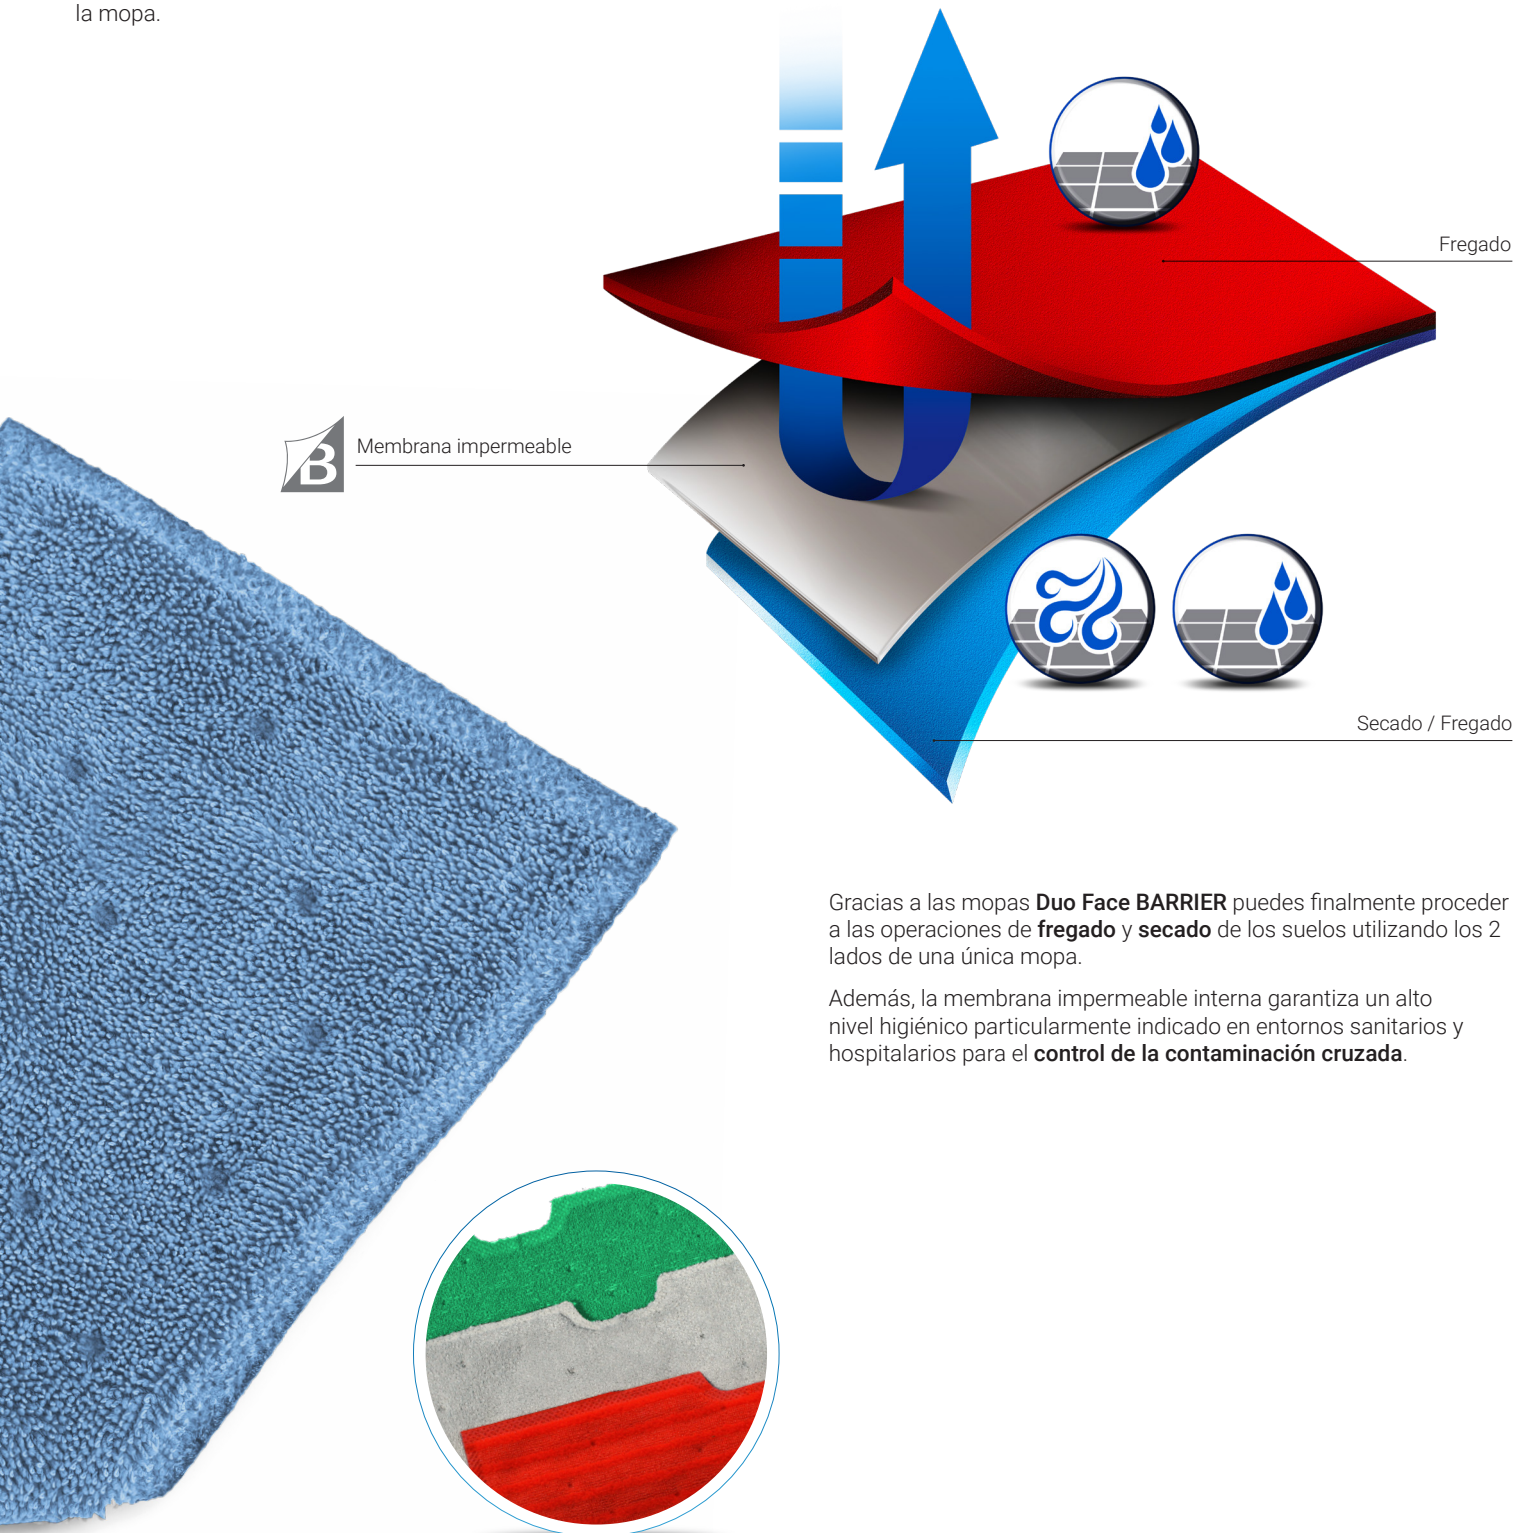 la mopa.
Fregado
B
Membrana impermeable
Secado / Fregado
Gracias a las mopas Duo Face BARRIER puedes finalmente proceder
a las operaciones de fregado y secado de los suelos utilizando los 2
lados de una única mopa.
Además, la membrana impermeable interna garantiza un alto
nivel higiénico particularmente indicado en entornos sanitarios y
hospitalarios para el control de la contaminación cruzada.